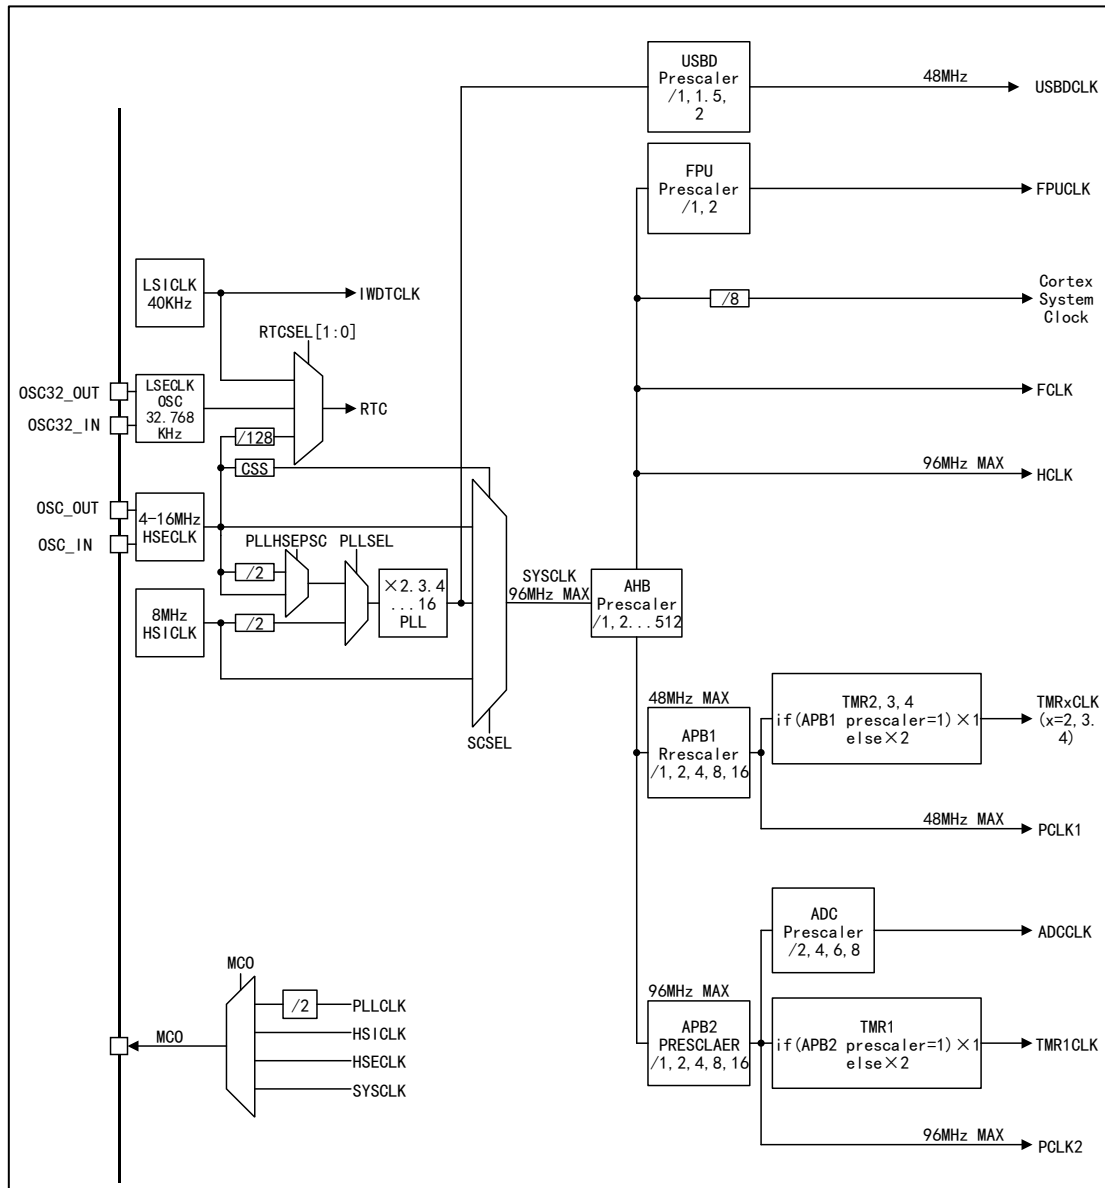 USBD
Prescaler
/1, 1.5,
2
48MHz
USBDCLK
FPU
Prescaler
/1, 2
FPUCLK
LSICLK
40KHz
IWDTCLK
/8
Cortex
System
Clock
RTCSEL[1:0]
OSC32_OUT
OSC32_IN
LSECLK
OSC
32.768
KHz
RTC
FCLK
/128
CSS
96MHz MAX
HCLK
OSC_OUT
OSC_IN
4-16MHz
HSECLK
PLLHSEPSC
PLLSEL
/2
×2.3.4
...16
PLL
SYSCLK
96MHz MAX
AHB
Prescaler
/1, 2...512
8MHz
HSICLK
/2
SCSEL
48MHz MAX
APB1
Rrescaler
/1, 2, 4, 8, 16
TMR2, 3, 4
if(APB1 prescaler=1)×1
else×2
TMRxCLK
(x=2, 3.
4)
48MHz MAX
PCLK1
ADC
Prescaler
/2, 4, 6, 8
ADCCLK
MCO
/2
PLLCLK
HSICLK
HSECLK
SYSCLK
MCO
96MHz MAX
APB2
PRESCLAER
/1, 2, 4, 8, 16
TMR1
if(APB2 prescaler=1)×1
else×2
TMR1CLK
96MHz MAX
PCLK2